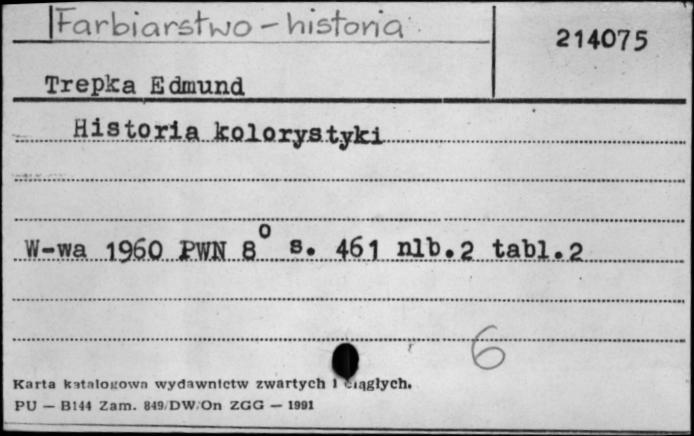 Farbiarstwo – historia
214075
Trepka Edmund
Historia kolorystyki
W-wa 1960 PWN 8° s. 461 nlb.2 tabl.2
6
Karta katalogowa wydawnictw zwartych i ciągłych.
PU — B144 Zam. 849/DW/On ZGG — 1991